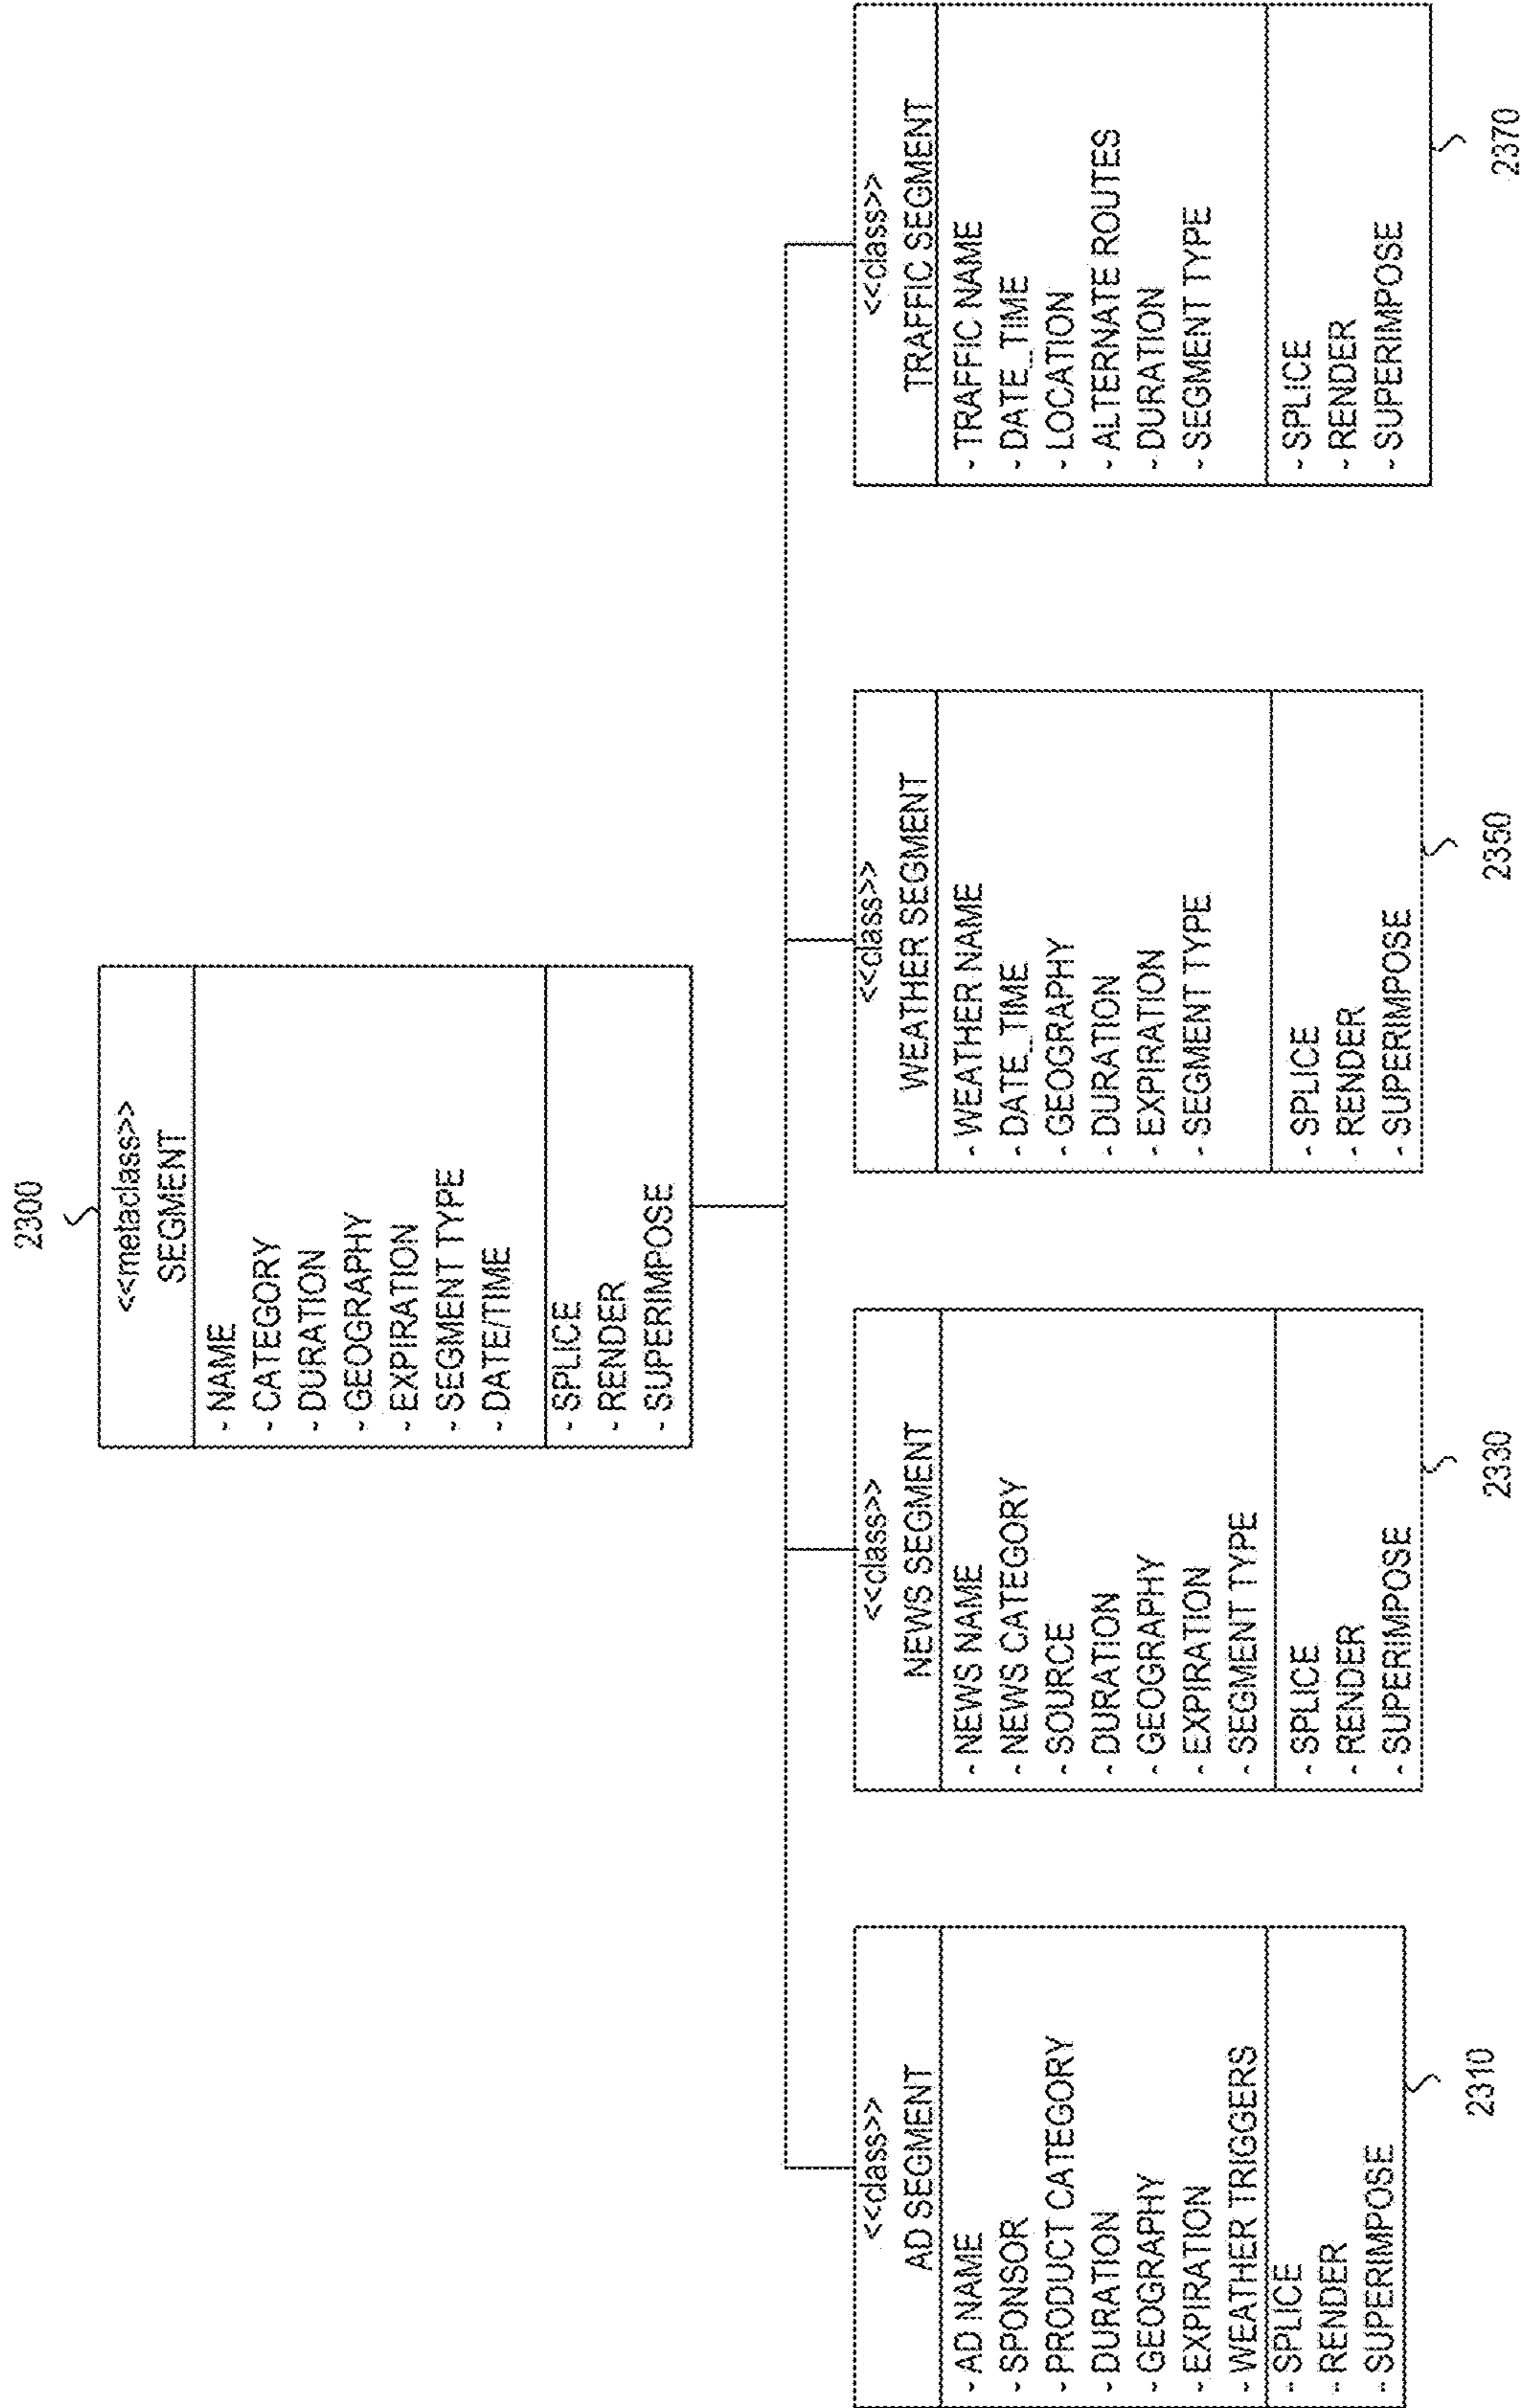 2300
<<metaclass>>
SEGMENT
- NAME
- CATEGORY
- DURATION
- GEOGRAPHY
- EXPIRATION
- SEGMENT TYPE
- DATE/TIME
- SPLICE
- RENDER
- SUPERIMPOSE
<<class>>
AD SEGMENT
- AD NAME
- SPONSOR
- PRODUCT CATEGORY
- DURATION
- GEOGRAPHY
- EXPIRATION
- WEATHER TRIGGERS
- SPLICE
- RENDER
- SUPERIMPOSE
2310
<<class>>
NEWS SEGMENT
- NEWS NAME
- NEWS CATEGORY
- SOURCE
- DURATION
- GEOGRAPHY
- EXPIRATION
- SEGMENT TYPE
- SPLICE
- RENDER
- SUPERIMPOSE
2330
<<class>>
WEATHER SEGMENT
- WEATHER NAME
- DATE_TIME
- GEOGRAPHY
- DURATION
- EXPIRATION
- SEGMENT TYPE
- SPLICE
- RENDER
- SUPERIMPOSE
2350
<<class>>
TRAFFIC SEGMENT
- TRAFFIC NAME
- DATE_TIME
- LOCATION
- ALTERNATE ROUTES
- DURATION
- SEGMENT TYPE
- SPLICE
- RENDER
- SUPERIMPOSE
2370